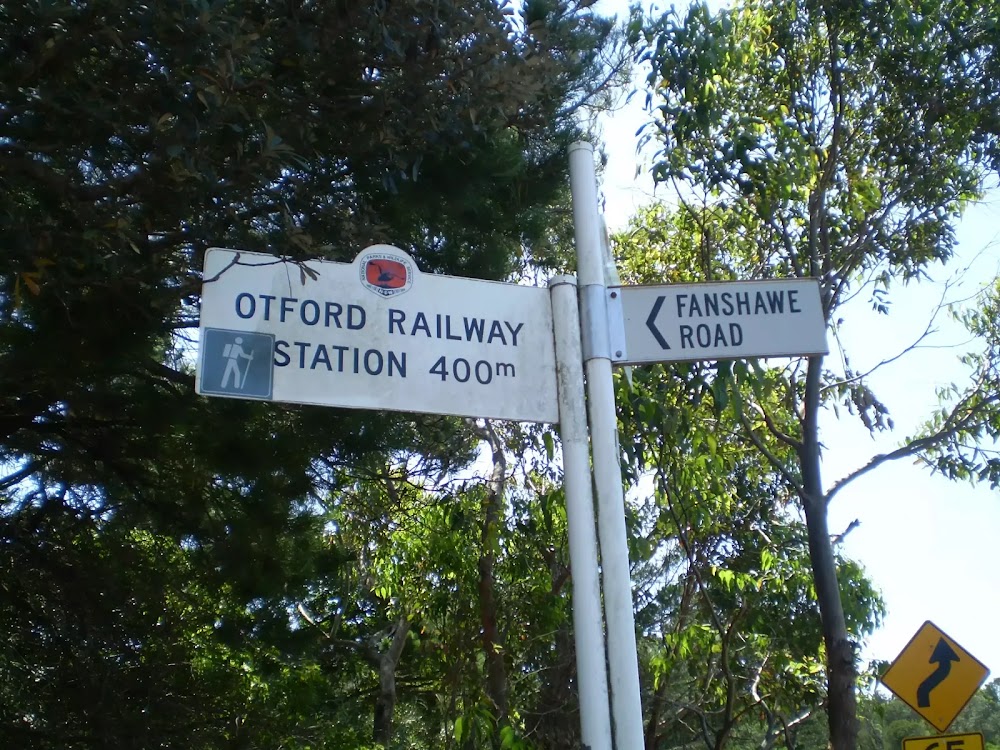 OTFORD RAILWAY
STATION 400m
FANSHAWE
ROAD